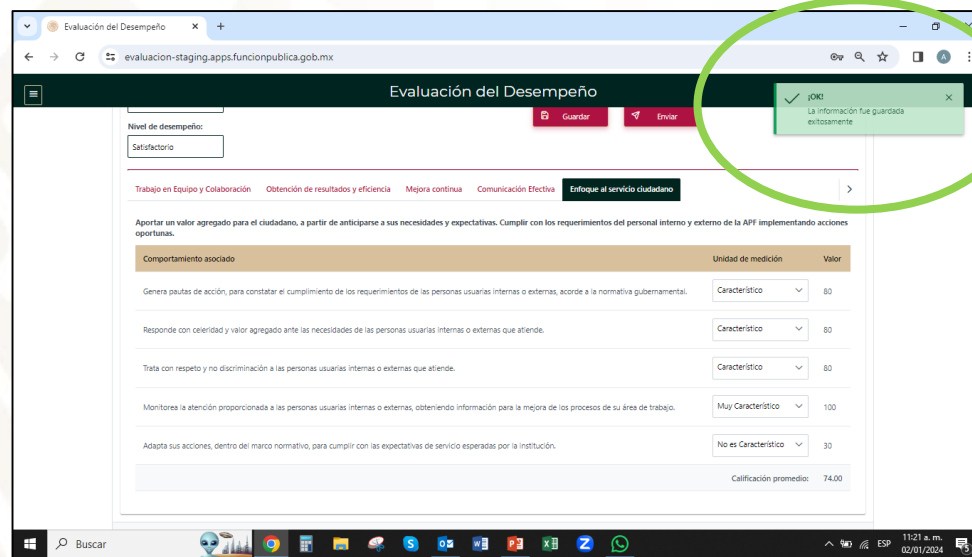 Evaluación del Desempeño
evaluacion-staging.apps.funcionpublica.gob.mx
A
Evaluación del Desempeño
¡OK!
La información fue guardada
exitosamente
Guardar
Enviar
Nivel de desempeño:
Satisfactorio
Trabajo en Equipo y Colaboración Obtención de resultados y eficiencia Mejora continua Comunicación Efectiva Enfoque al servicio ciudadano
Aportar un valor agregado para el ciudadano, a partir de anticiparse a sus necesidades y expectativas. Cumplir con los requerimientos del personal interno y externo de la APF implementando acciones
oportunas.
Comportamiento asociado Unidad de medición Valor
Genera pautas de acción, para constatar el cumplimiento de los requerimientos de las personas usuarias internas o externas, acorde a la normativa gubernamental. Característico 80
Responde con celeridad y valor agregado ante las necesidades de las personas usuarias internas o externas que atiende. Característico 80
Trata con respeto y no discriminación a las personas usuarias internas o externas que atiende. Característico 80
Monitorea la atención proporcionada a las personas usuarias internas o externas, obteniendo información para la mejora de los procesos de su área de trabajo. Muy Característico 100
Adapta sus acciones, dentro del marco normativo, para cumplir con las expectativas de servicio esperadas por la institución. No es Característico 30
Calificación promedio: 74.00
Buscar
ESP
11:21 a. m.
02/01/2024